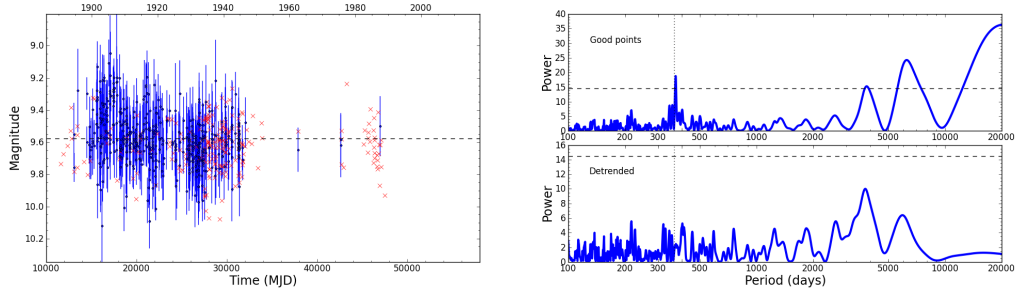 1900 1920 1940 1960 1980 2000
9.0
9.2
9.4
9.6
9.8
10.0
10.2
Magnitude
10000 20000 30000 40000 50000
Time (MJD)
40
35
30
25
20
15
10
5
0
Power
Good points
200 300 500 1000 2000 5000 10000 20000
16
14
12
10
8
6
4
2
0
Power
Detrended
100 200 300 500 1000 2000 5000 10000 20000
Period (days)